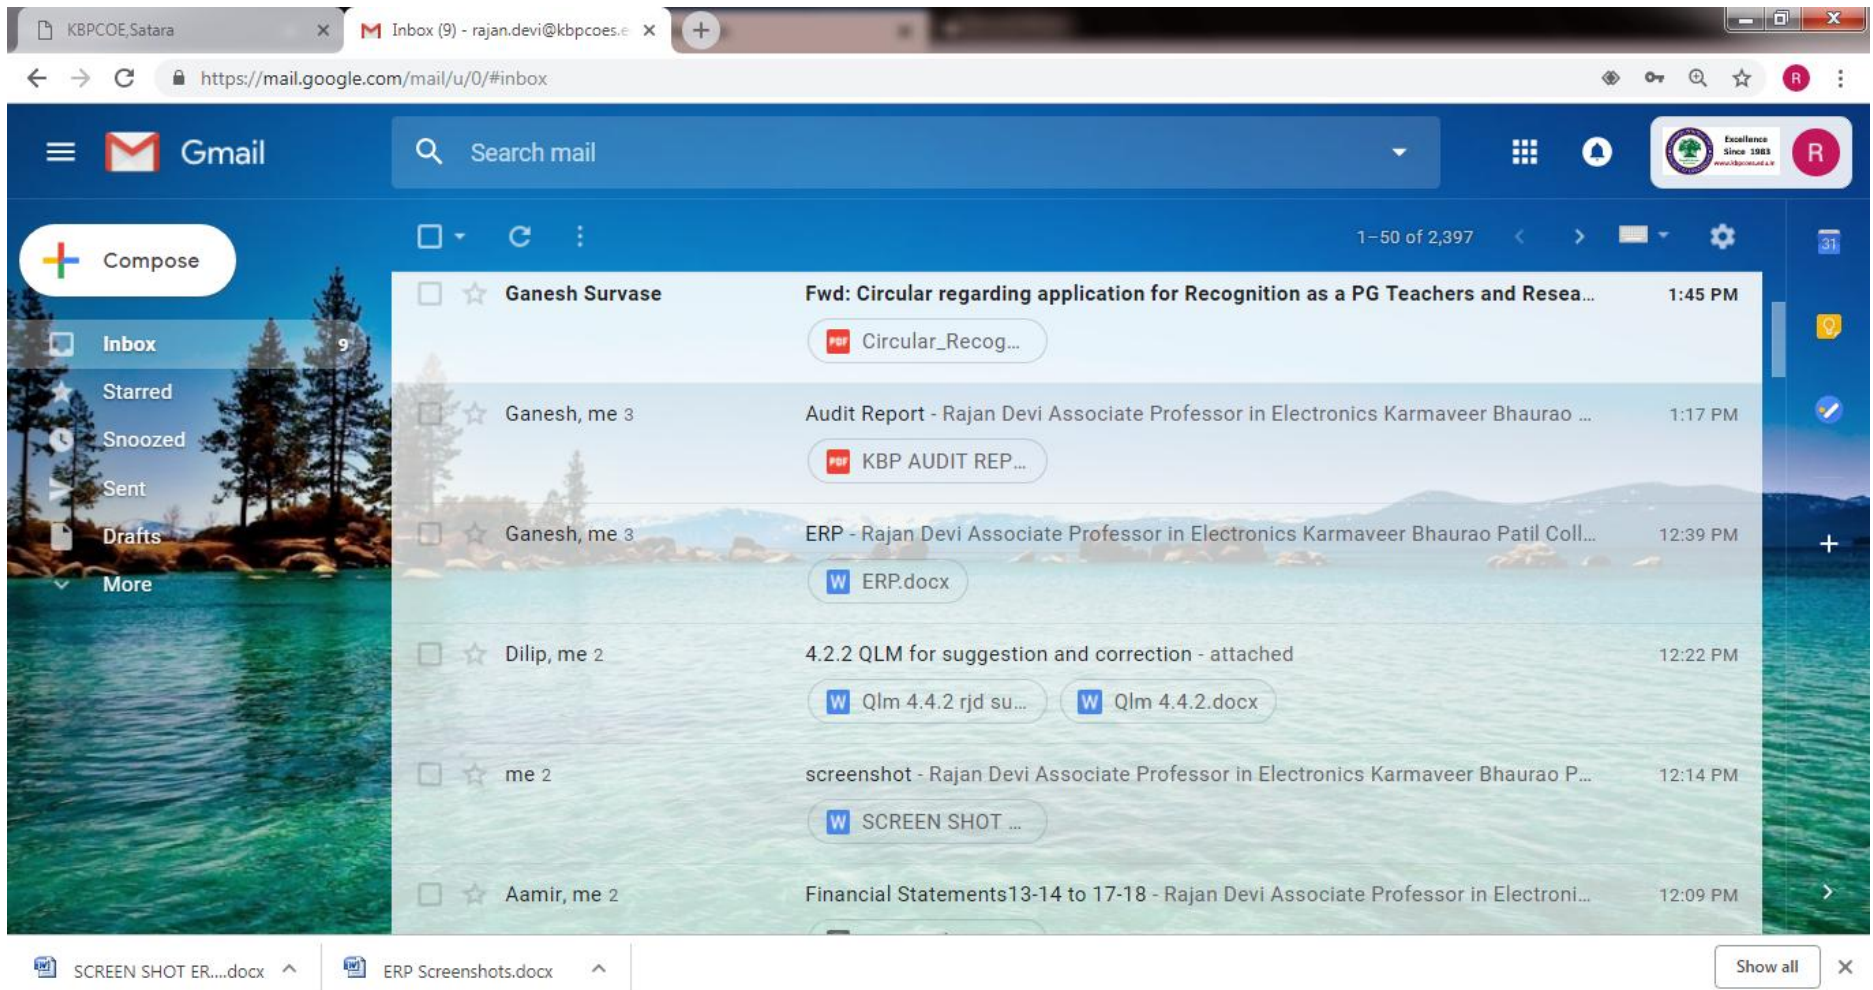 KBPCOE,Satara
Inbox (9) - rajan.devi@kbpcoes.e
https://mail.google.com/mail/u/0/#inbox
R
Gmail
Search mail
Excellence
Since 1983
R
Compose
1–50 of 2,397
31
Inbox 9
Starred
Snoozed
Sent
Drafts
More
Ganesh Survase Fwd: Circular regarding application for Recognition as a PG Teachers and Resea... 1:45 PM
PDF Circular_Recog...
Ganesh, me 3 Audit Report - Rajan Devi Associate Professor in Electronics Karmaveer Bhaurao ... 1:17 PM
PDF KBP AUDIT REP...
Ganesh, me 3 ERP - Rajan Devi Associate Professor in Electronics Karmaveer Bhaurao Patil Coll... 12:39 PM
W ERP.docx
Dilip, me 2 4.2.2 QLM for suggestion and correction - attached 12:22 PM
W Qlm 4.4.2 rjd su... W Qlm 4.4.2.docx
me 2 screenshot - Rajan Devi Associate Professor in Electronics Karmaveer Bhaurao P... 12:14 PM
W SCREEN SHOT ...
Aamir, me 2 Financial Statements13-14 to 17-18 - Rajan Devi Associate Professor in Electroni... 12:09 PM
SCREEN SHOT ER....docx ERP Screenshots.docx Show all